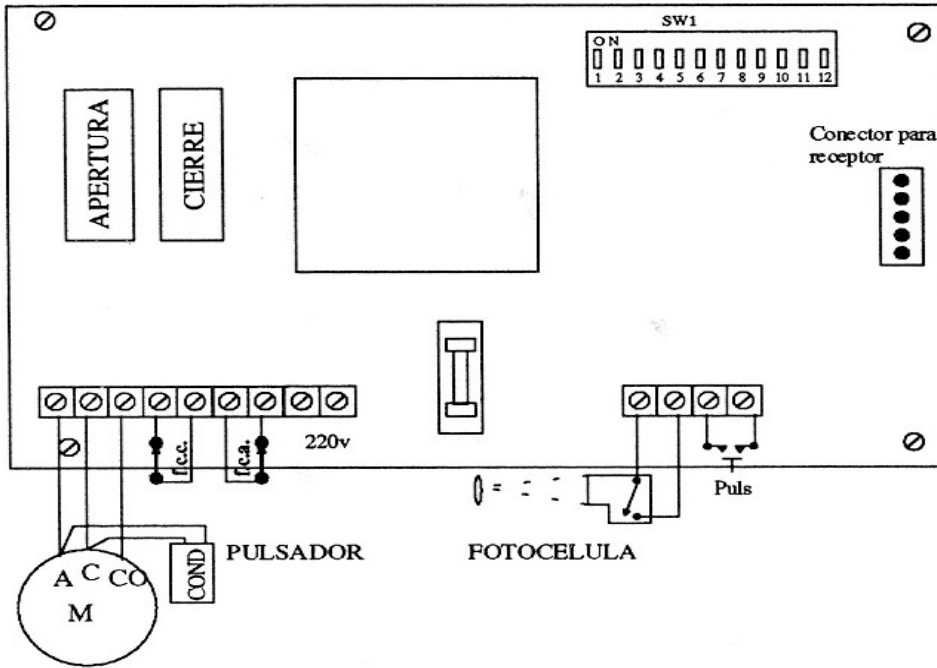 SW1
ON
1 2 3 4 5 6 7 8 9 10 11 12
APERTURA
CIERRE
Conector para
receptor
f.c.c.
f.c.a.
220v
Puls
PULSADOR
FOTOCELULA
A C CO
M
COND